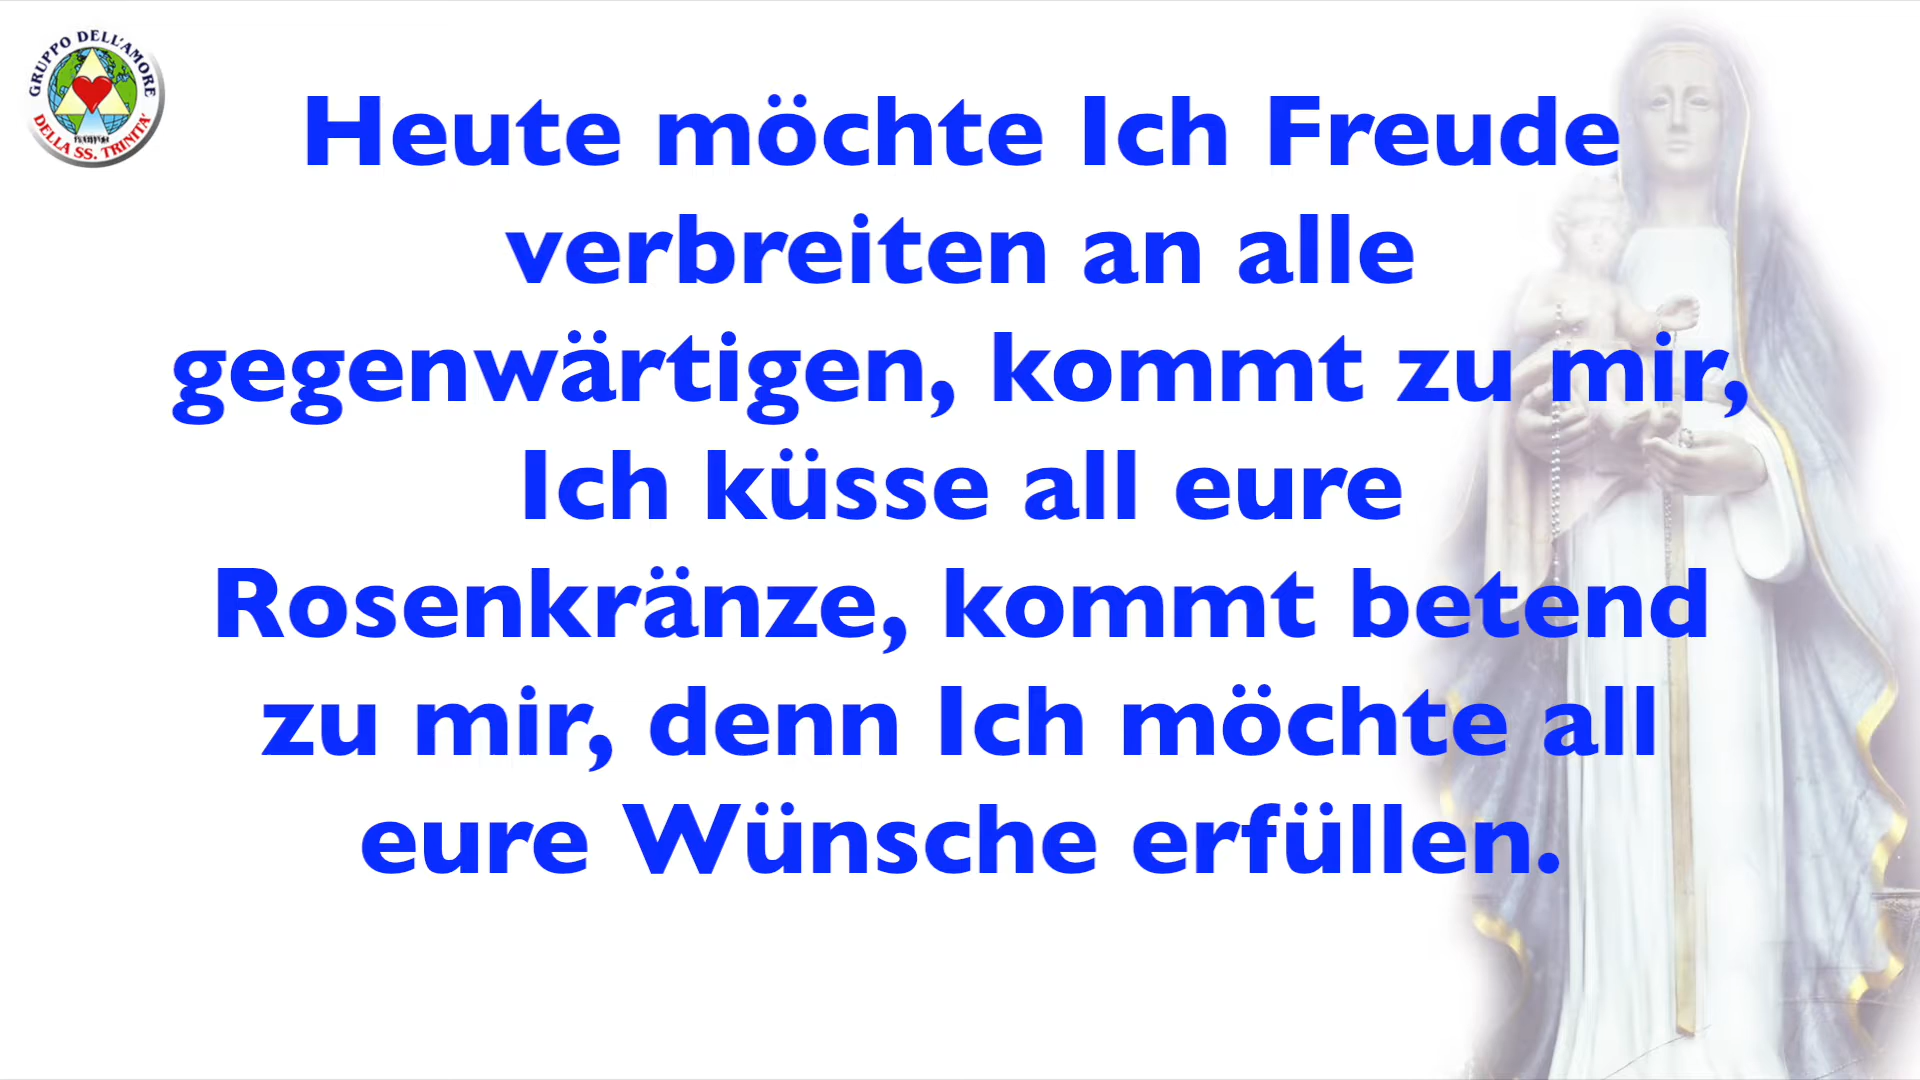 GRUPPO DELL'AMORE
DELLA SS. TRINITA'
Heute möchte Ich Freude
verbreiten an alle
gegenwärtigen, kommt zu mir,
Ich küsse all eure
Rosenkränze, kommt betend
zu mir, denn Ich möchte all
eure Wünsche erfüllen.